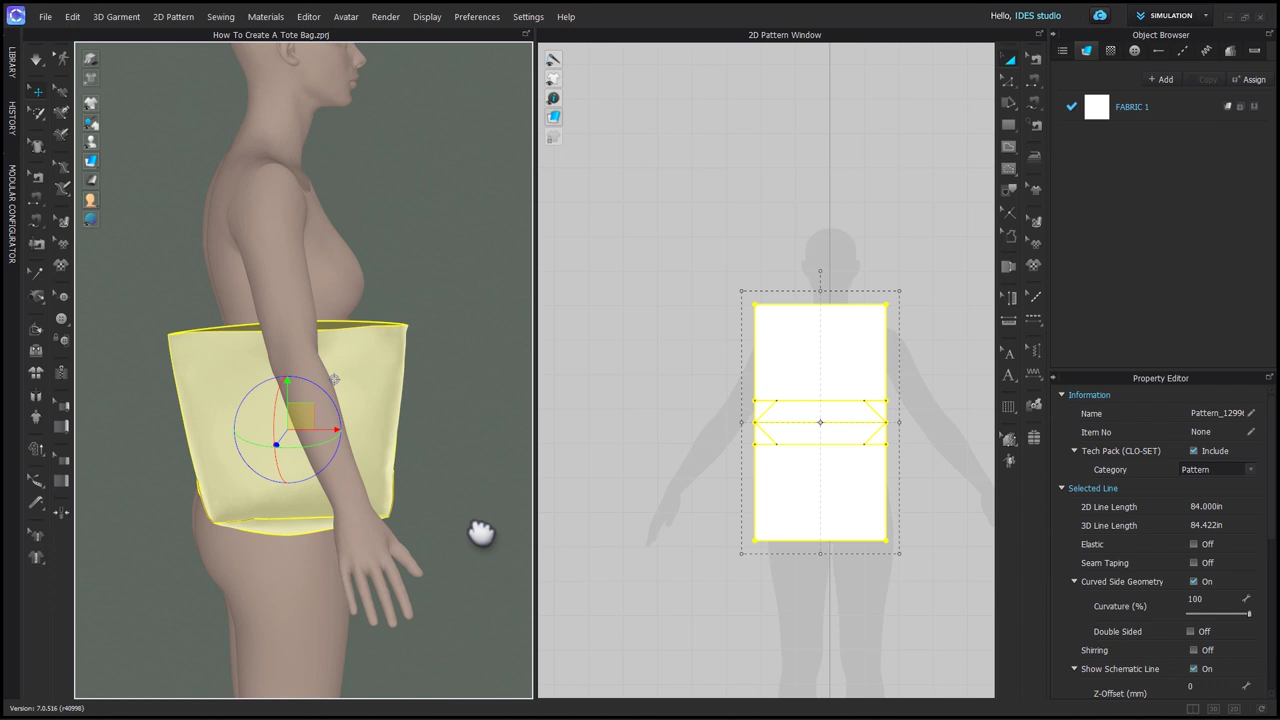 File Edit 3D Garment 2D Pattern Sewing Materials Editor Avatar Render Display Preferences Settings Help
Hello, IDES studio
SIMULATION
How To Create A Tote Bag.zprj
2D Pattern Window
Object Browser
LIBRARY
HISTORY
MODULAR CONFIGURATOR
+ Add
Copy
Assign
FABRIC 1
Property Editor
Information
Name Pattern_1299
Item No None
Tech Pack (CLO-SET) Include
Category Pattern
Selected Line
2D Line Length 84.000in
3D Line Length 84.422in
Elastic Off
Seam Taping Off
Curved Side Geometry On
Curvature (%) 100
Double Sided Off
Shirring Off
Show Schematic Line On
Z-Offset (mm) 0
Version: 7.0.516 (r40998)
3D
2D